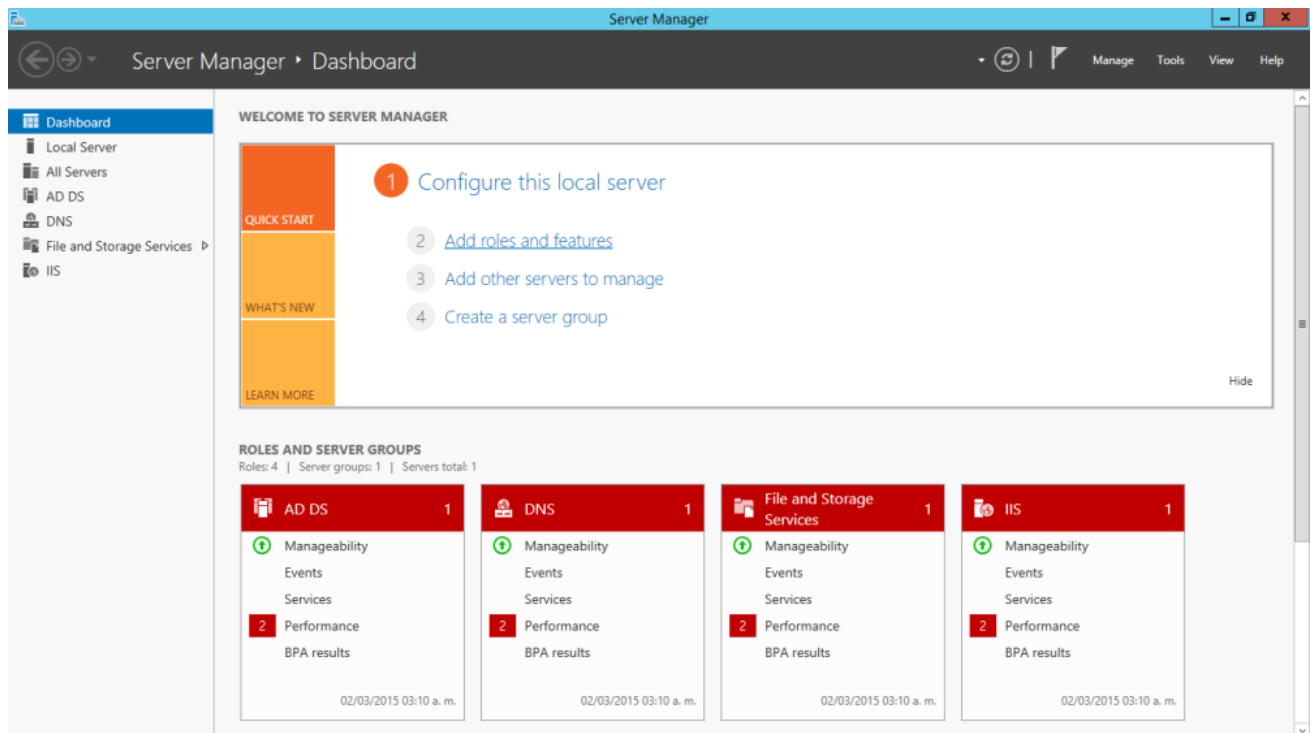 Server Manager
Server Manager ‣ Dashboard
Manage Tools View Help
Dashboard
Local Server
All Servers
AD DS
DNS
File and Storage Services
IIS
WELCOME TO SERVER MANAGER
QUICK START
WHAT'S NEW
LEARN MORE
1 Configure this local server
2 Add roles and features
3 Add other servers to manage
4 Create a server group
Hide
ROLES AND SERVER GROUPS
Roles: 4 | Server groups: 1 | Servers total: 1
AD DS 1
Manageability
Events
Services
2 Performance
BPA results
02/03/2015 03:10 a. m.
DNS 1
Manageability
Events
Services
2 Performance
BPA results
02/03/2015 03:10 a. m.
File and Storage
Services 1
Manageability
Events
Services
2 Performance
BPA results
02/03/2015 03:10 a. m.
IIS 1
Manageability
Events
Services
2 Performance
BPA results
02/03/2015 03:10 a. m.